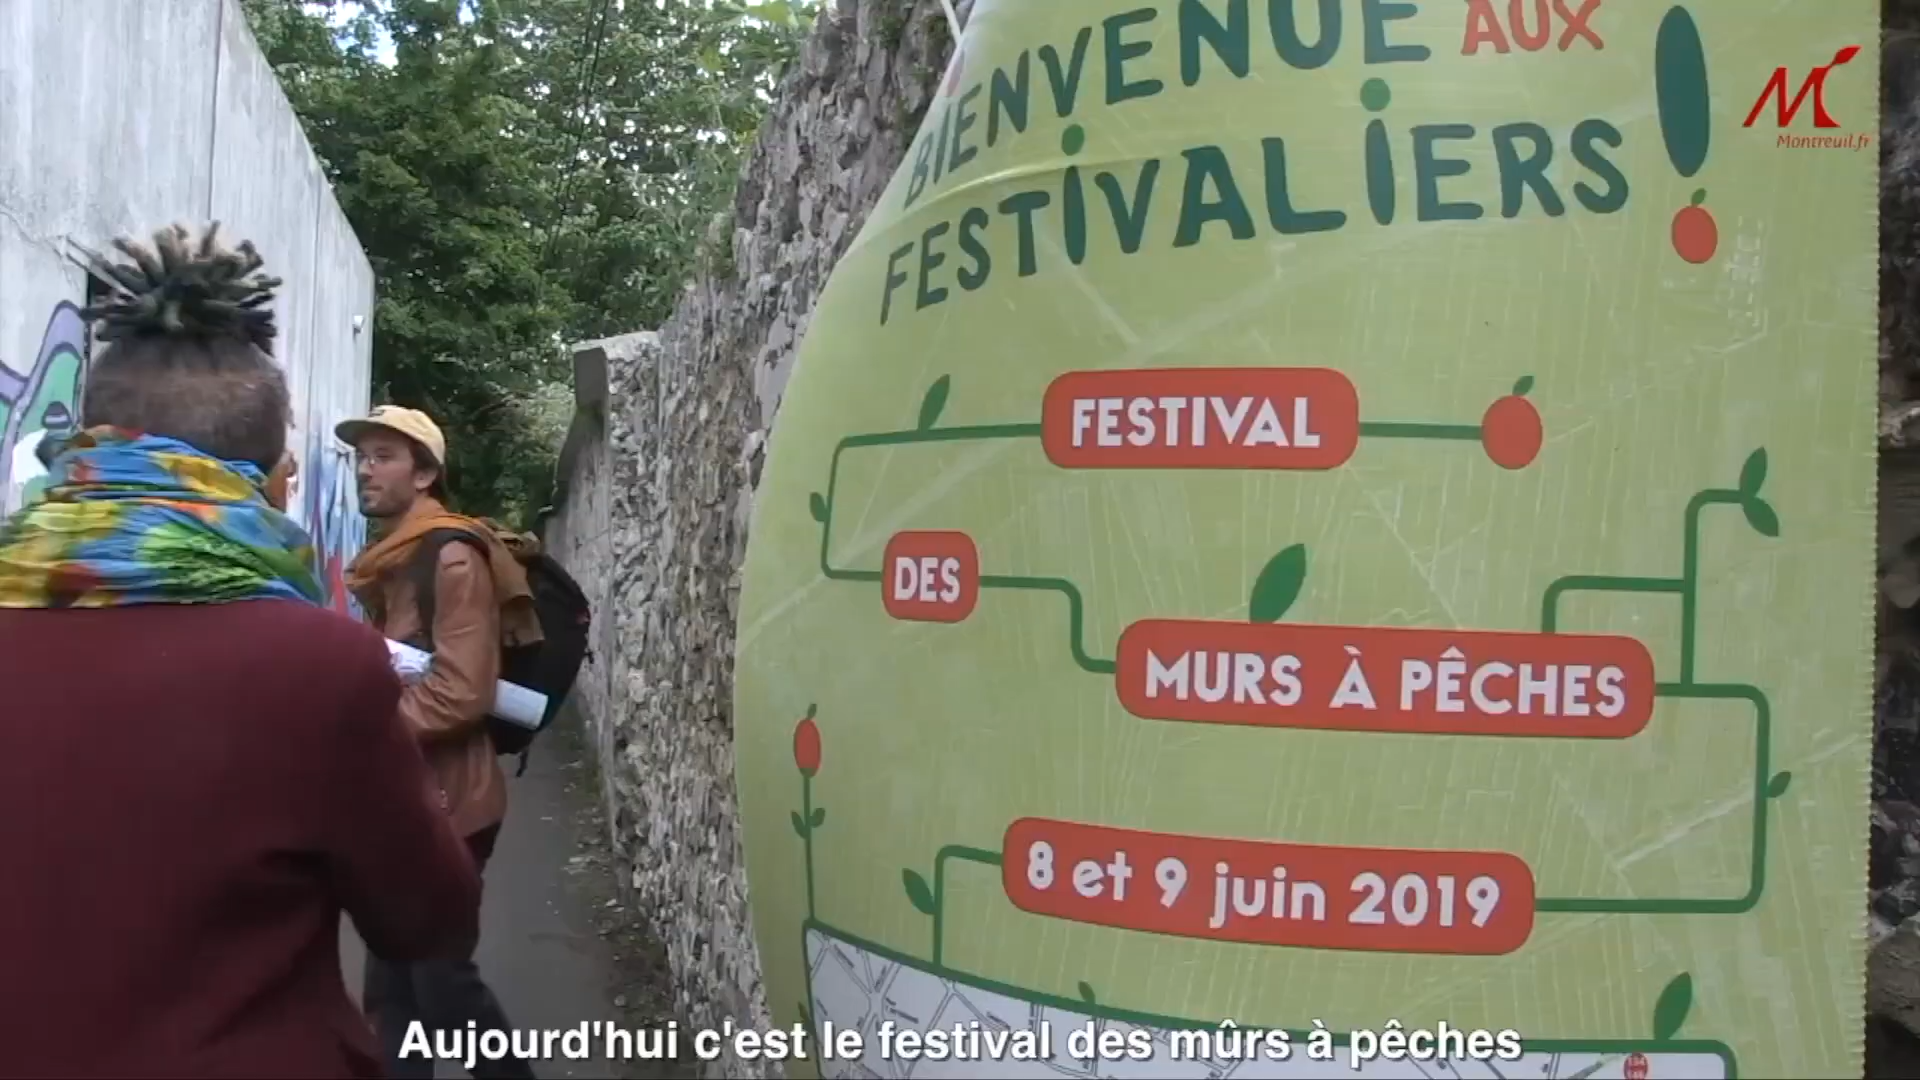 BIENVENUE AUX
FESTIVALIERS !
M
Montreuil.fr
FESTIVAL
DES
MURS À PÊCHES
8 et 9 juin 2019
Aujourd'hui c'est le festival des mûrs à pêches